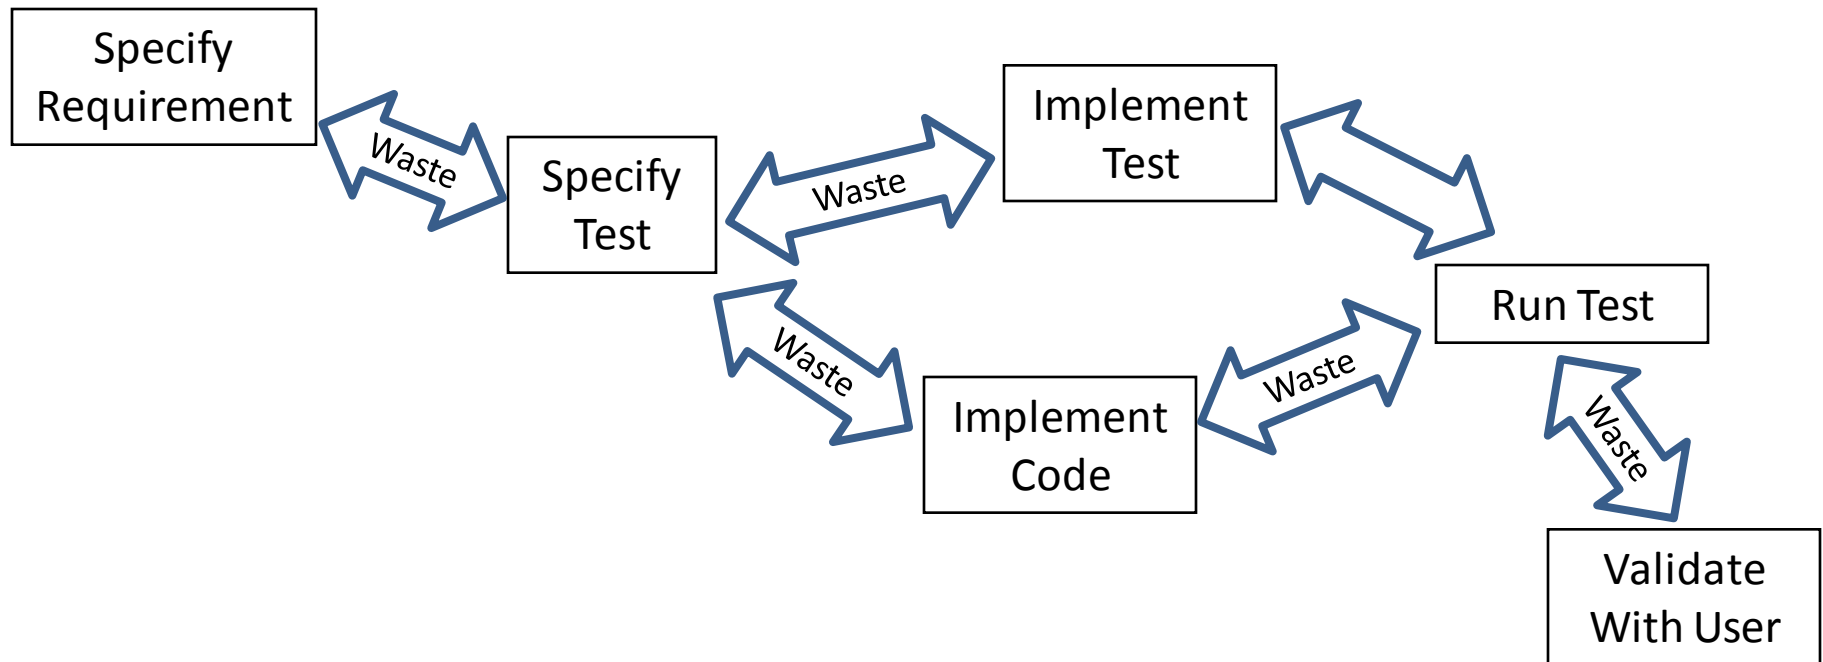 Specify
Requirement
Waste
Specify
Test
Waste
Implement
Test
Waste
Implement
Code
Waste
Run Test
Waste
Validate
With User